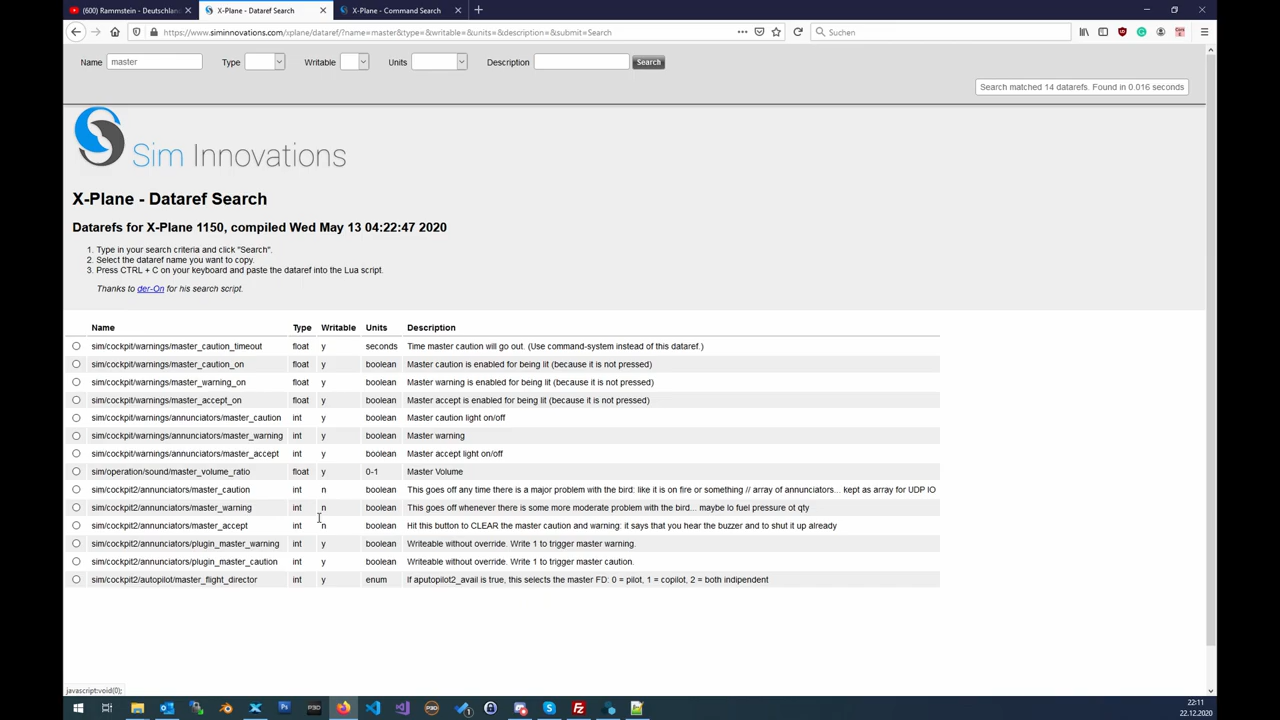 (600) Rammstein - Deutschlan
X-Plane - Dataref Search
X-Plane - Command Search
https://www.siminnovations.com/xplane/dataref/?name=master&type=&writable=&units=&description=&submit=Search
Suchen
Name master Type Writable Units Description Search
Search matched 14 datarefs. Found in 0.016 seconds
Sim Innovations
X-Plane - Dataref Search
Datarefs for X-Plane 1150, compiled Wed May 13 04:22:47 2020
1. Type in your search criteria and click "Search".
2. Select the dataref name you want to copy.
3. Press CTRL + C on your keyboard and paste the dataref into the Lua script.
Thanks to der-On for his search script.
Name Type Writable Units Description
sim/cockpit/warnings/master_caution_timeout float y seconds Time master caution will go out. (Use command-system instead of this dataref.)
sim/cockpit/warnings/master_caution_on float y boolean Master caution is enabled for being lit (because it is not pressed)
sim/cockpit/warnings/master_warning_on float y boolean Master warning is enabled for being lit (because it is not pressed)
sim/cockpit/warnings/master_accept_on float y boolean Master accept is enabled for being lit (because it is not pressed)
sim/cockpit/warnings/annunciators/master_caution int y boolean Master caution light on/off
sim/cockpit/warnings/annunciators/master_warning int y boolean Master warning
sim/cockpit/warnings/annunciators/master_accept int y boolean Master accept light on/off
sim/operation/sound/master_volume_ratio float y 0-1 Master Volume
sim/cockpit2/annunciators/master_caution int n boolean This goes off any time there is a major problem with the bird: like it is on fire or something // array of annunciators... kept as array for UDP IO
sim/cockpit2/annunciators/master_warning int n boolean This goes off whenever there is some more moderate problem with the bird... maybe lo fuel pressure ot qty
sim/cockpit2/annunciators/master_accept int n boolean Hit this button to CLEAR the master caution and warning: it says that you hear the buzzer and to shut it up already
sim/cockpit2/annunciators/plugin_master_warning int y boolean Writeable without override. Write 1 to trigger master warning.
sim/cockpit2/annunciators/plugin_master_caution int y boolean Writeable without override. Write 1 to trigger master caution.
sim/cockpit2/autopilot/master_flight_director int y enum If aputopilot2_avail is true, this selects the master FD: 0 = pilot, 1 = copilot, 2 = both indipendent
javascript:void(0);
P3D
22:11
22.12.2020